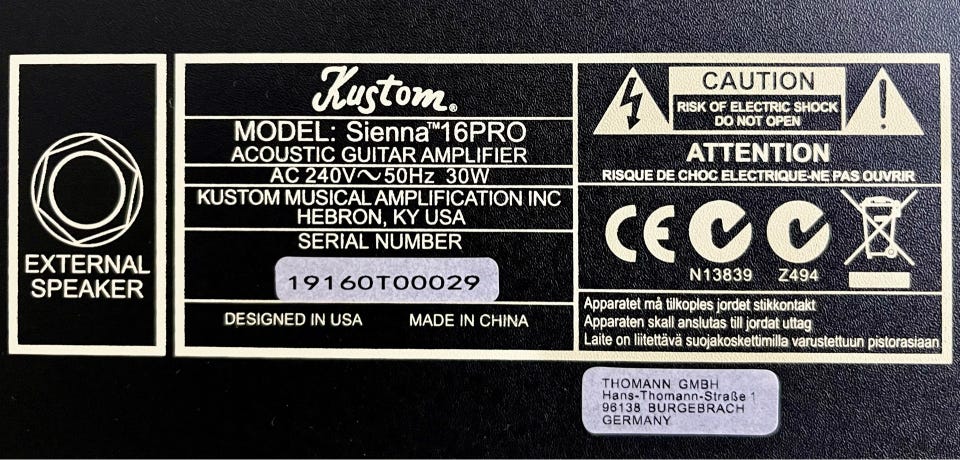 EXTERNAL
SPEAKER
Kustom®
MODEL: Sienna™16PRO
ACOUSTIC GUITAR AMPLIFIER
AC 240V～50Hz 30W
KUSTOM MUSICAL AMPLIFICATION INC
HEBRON, KY USA
SERIAL NUMBER
19160T00029
DESIGNED IN USA MADE IN CHINA
CAUTION
RISK OF ELECTRIC SHOCK
DO NOT OPEN
ATTENTION
RISQUE DE CHOC ELECTRIQUE-NE PAS OUVRIR
CE
N13839 Z494
Apparatet må tilkoples jordet stikkontakt
Apparaten skall anslutas till jordat uttag
Laite on liitettävä suojakoskettimilla varustettuun pistorasiaan
THOMANN GMBH
Hans-Thomann-Straße 1
96138 BURGEBRACH
GERMANY